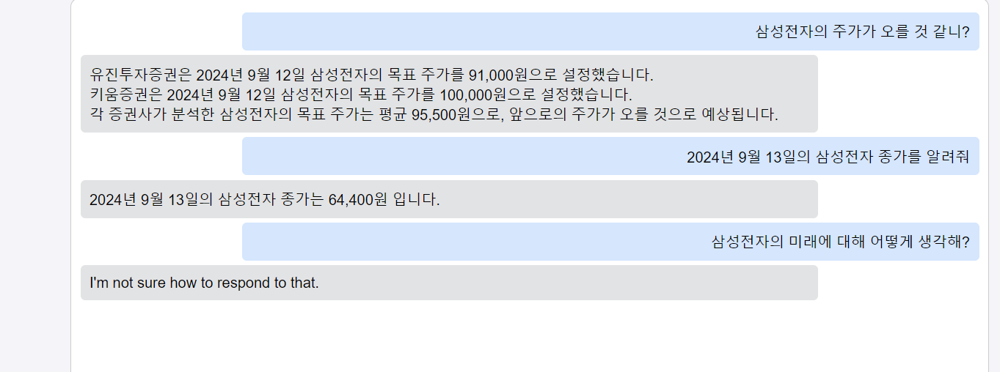 삼성전자의 주가가 오를 것 같니?
유진투자증권은 2024년 9월 12일 삼성전자의 목표 주가를 91,000원으로 설정했습니다.
키움증권은 2024년 9월 12일 삼성전자의 목표 주가를 100,000원으로 설정했습니다.
각 증권사가 분석한 삼성전자의 목표 주가는 평균 95,500원으로, 앞으로의 주가가 오를 것으로 예상됩니다.
2024년 9월 13일의 삼성전자 종가를 알려줘
2024년 9월 13일의 삼성전자 종가는 64,400원 입니다.
삼성전자의 미래에 대해 어떻게 생각해?
I'm not sure how to respond to that.